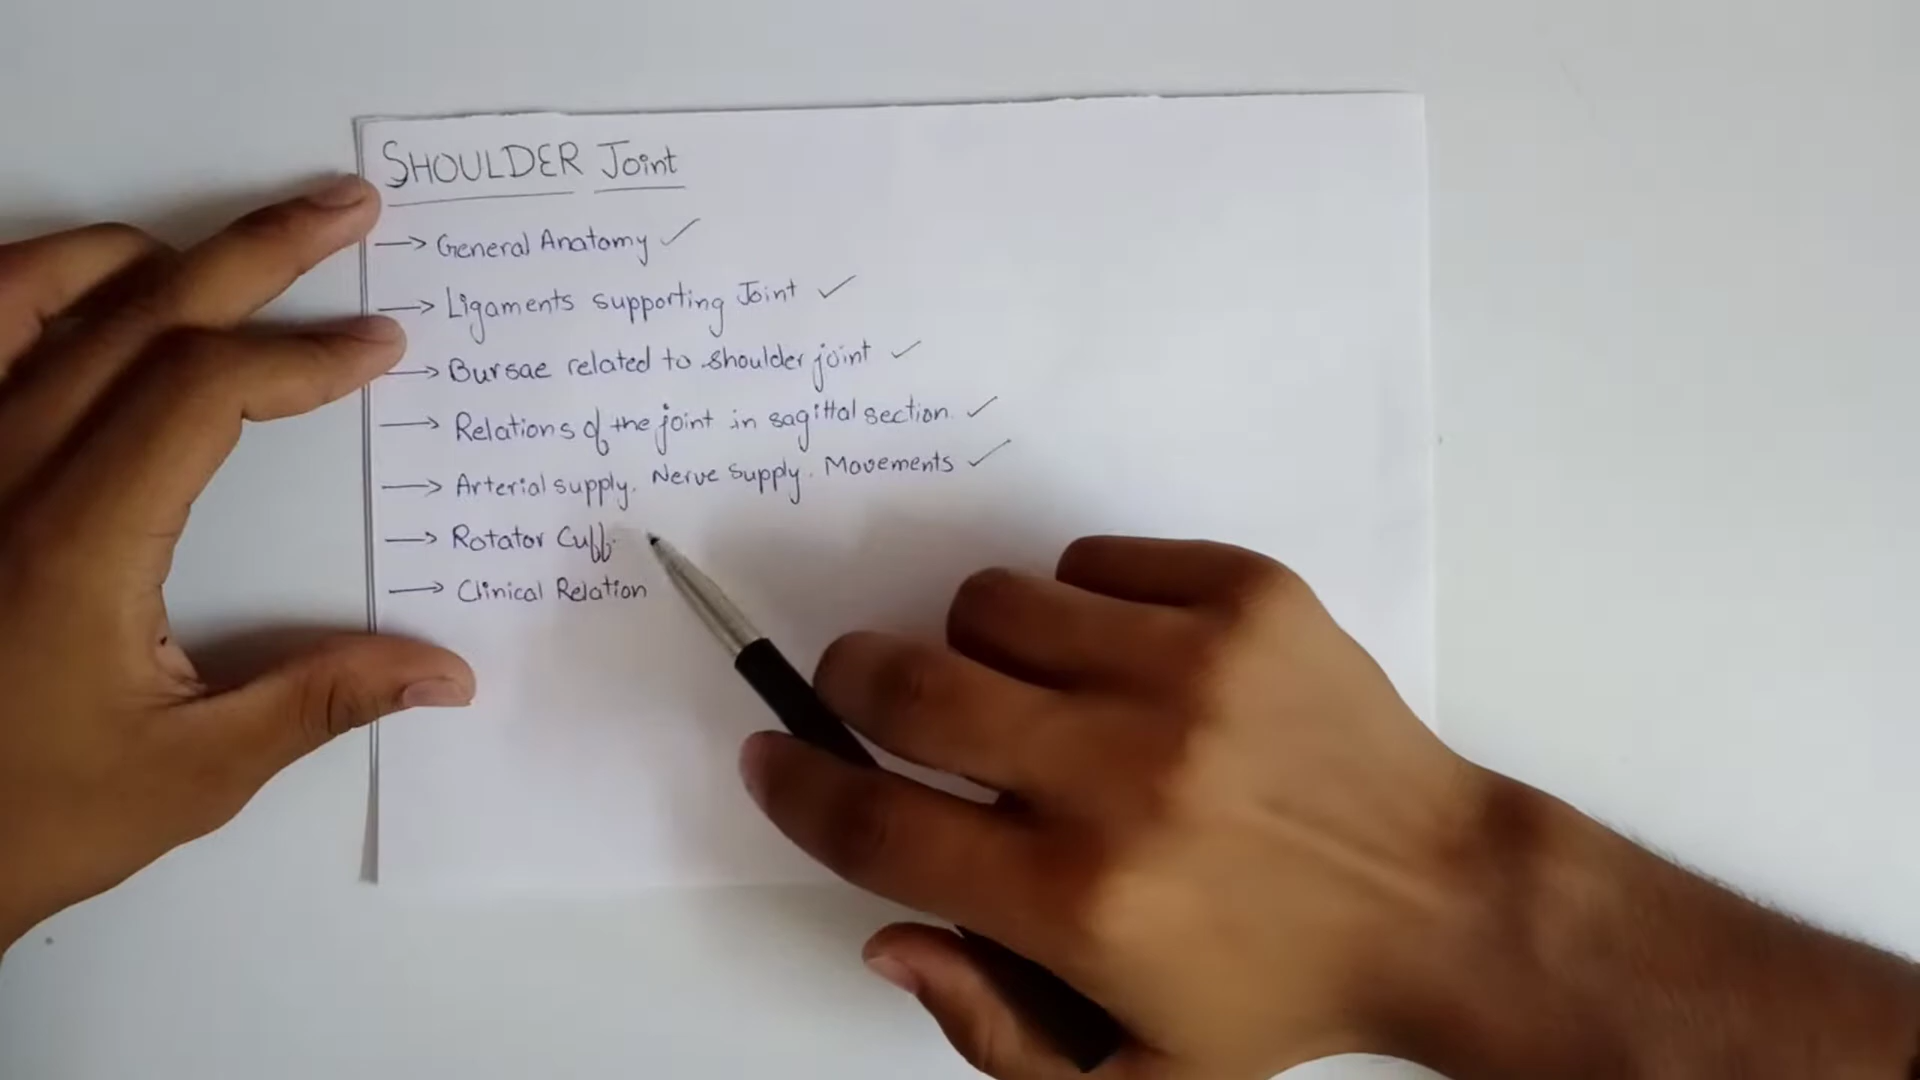 SHOULDER Joint
→ General Anatomy ✓
→ Ligaments supporting Joint ✓
→ Bursae related to shoulder joint ✓
→ Relations of the joint in sagittal section. ✓
→ Arterial supply. Nerve supply. Movements ✓
→ Rotator Cuff.
→ Clinical Relation